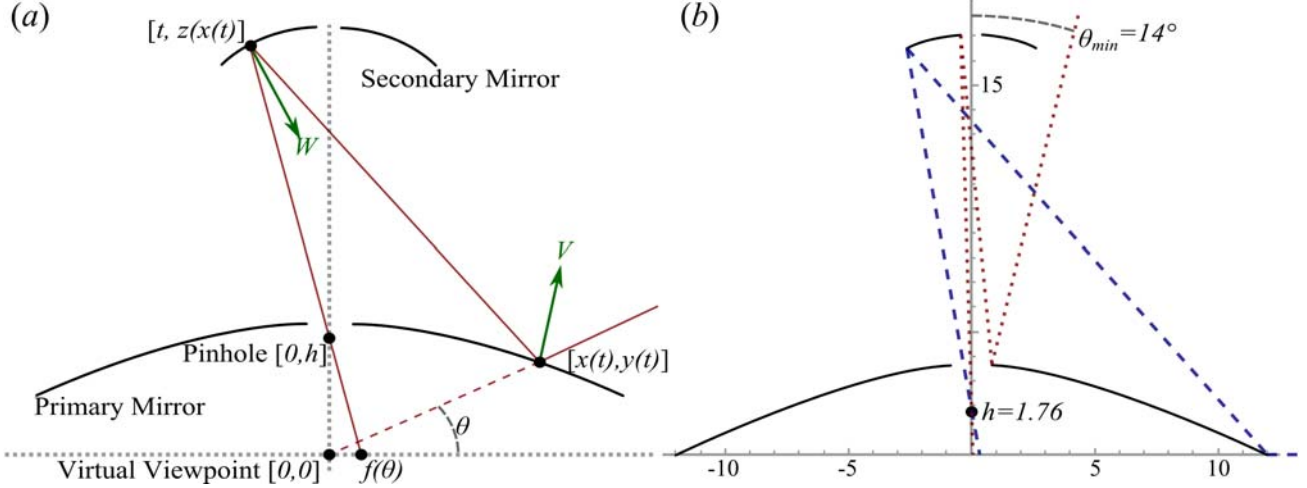 (a)
[t, z(x(t)]
Secondary Mirror
W
V
Pinhole [0,h]
[x(t),y(t)]
Primary Mirror
θ
Virtual Viewpoint [0,0]
f(θ)
(b)
θmin=14°
15
h=1.76
-10
-5
5
10